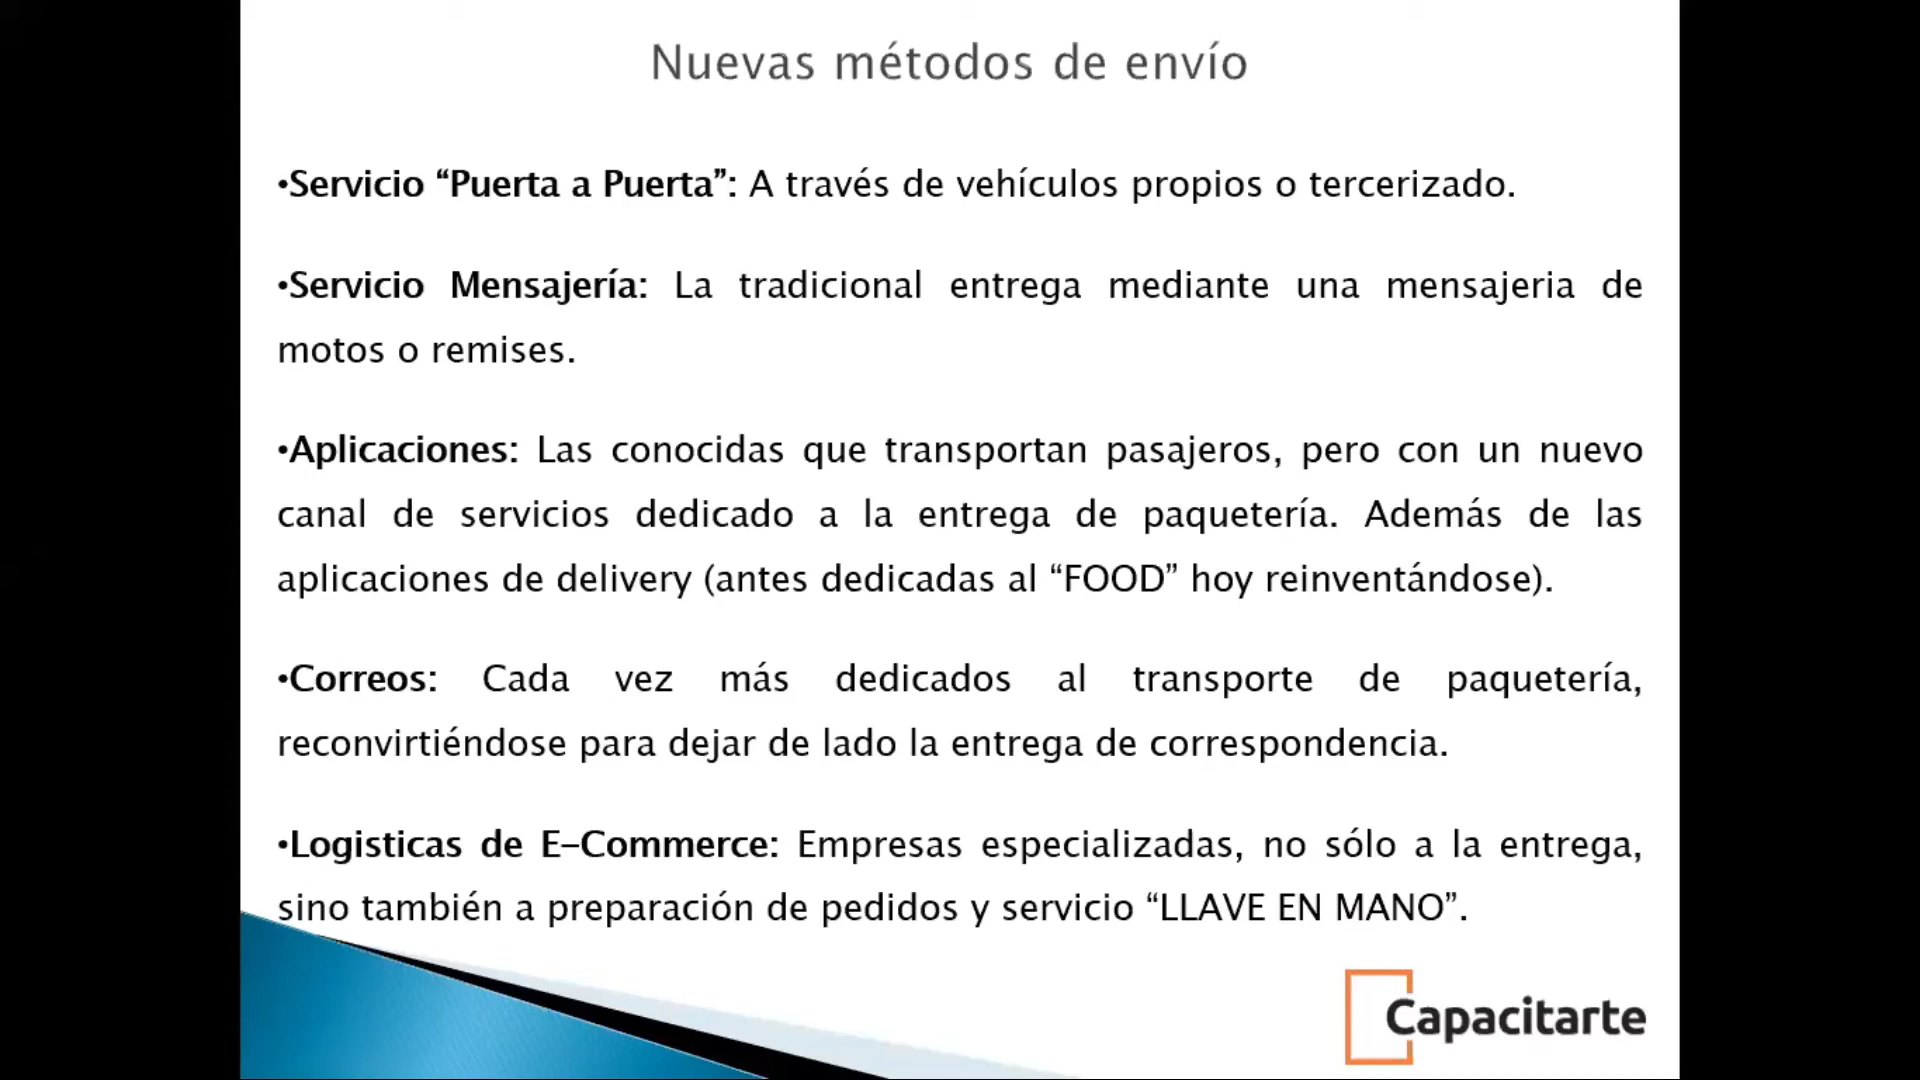 Nuevas métodos de envío
•Servicio “Puerta a Puerta”: A través de vehículos propios o tercerizado.
•Servicio Mensajería: La tradicional entrega mediante una mensajeria de
motos o remises.
•Aplicaciones: Las conocidas que transportan pasajeros, pero con un nuevo
canal de servicios dedicado a la entrega de paquetería. Además de las
aplicaciones de delivery (antes dedicadas al “FOOD” hoy reinventándose).
•Correos: Cada vez más dedicados al transporte de paquetería,
reconvirtiéndose para dejar de lado la entrega de correspondencia.
•Logisticas de E-Commerce: Empresas especializadas, no sólo a la entrega,
sino también a preparación de pedidos y servicio “LLAVE EN MANO”.
Capacitarte